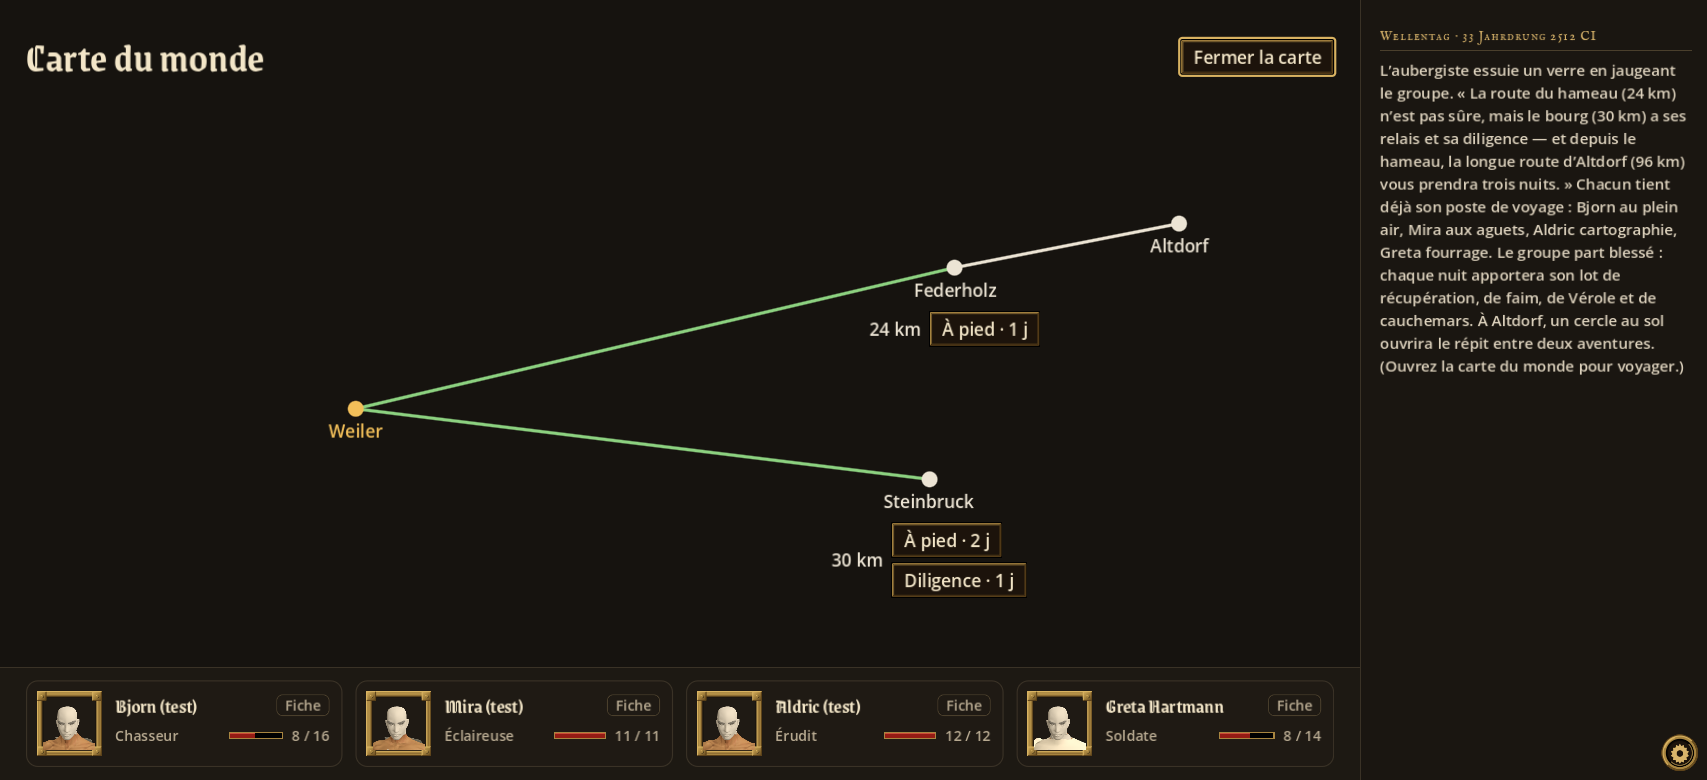 Carte du monde
Fermer la carte
Altdorf
Federholz
24 km À pied · 1 j
Weiler
Steinbruck
À pied · 2 j
30 km
Diligence · 1 j
Wellentag · 33 Jahrdrung 2512 CI
L’aubergiste essuie un verre en jaugeant
le groupe. « La route du hameau (24 km)
n’est pas sûre, mais le bourg (30 km) a ses
relais et sa diligence — et depuis le
hameau, la longue route d’Altdorf (96 km)
vous prendra trois nuits. » Chacun tient
déjà son poste de voyage : Bjorn au plein
air, Mira aux aguets, Aldric cartographie,
Greta fourrage. Le groupe part blessé :
chaque nuit apportera son lot de
récupération, de faim, de Vérole et de
cauchemars. À Altdorf, un cercle au sol
ouvrira le répit entre deux aventures.
(Ouvrez la carte du monde pour voyager.)
Bjorn (test) Fiche
Chasseur 8 / 16
Mira (test) Fiche
Éclaireuse 11 / 11
Aldric (test) Fiche
Érudit 12 / 12
Greta Hartmann Fiche
Soldate 8 / 14